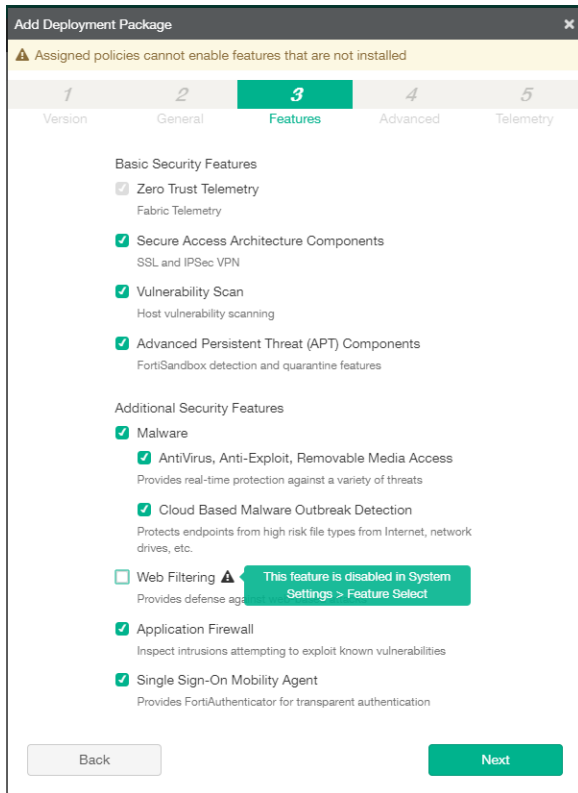 Add Deployment Package
Assigned policies cannot enable features that are not installed
1 2 3 4 5
Version General Features Advanced Telemetry
Basic Security Features
Zero Trust Telemetry
Fabric Telemetry
Secure Access Architecture Components
SSL and IPSec VPN
Vulnerability Scan
Host vulnerability scanning
Advanced Persistent Threat (APT) Components
FortiSandbox detection and quarantine features
Additional Security Features
Malware
AntiVirus, Anti-Exploit, Removable Media Access
Provides real-time protection against a variety of threats
Cloud Based Malware Outbreak Detection
Protects endpoints from high risk file types from Internet, network
drives, etc.
Web Filtering
This feature is disabled in System
Settings > Feature Select
Provides defense
Application Firewall
Inspect intrusions attempting to exploit known vulnerabilities
Single Sign-On Mobility Agent
Provides FortiAuthenticator for transparent authentication
Back Next